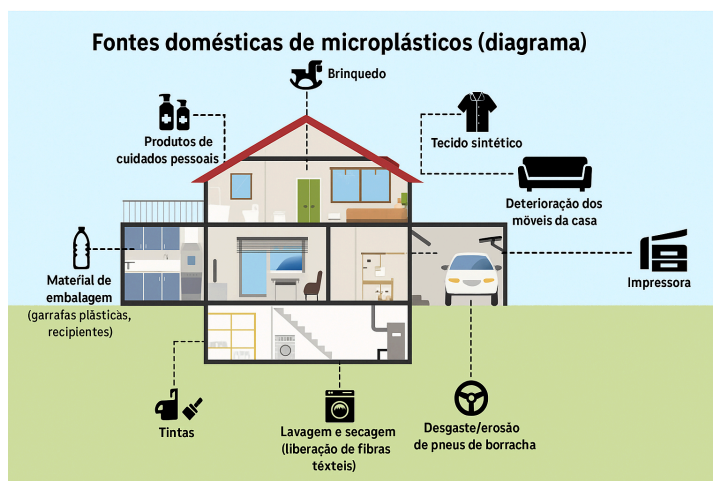 Fontes domésticas de microplásticos (diagrama)
Brinquedo
Produtos de
cuidados pessoais
Tecido sintético
Deterioração dos
móveis da casa
Material de
embalagem
(garrafas plásticas,
recipientes)
Impressora
Tintas
Lavagem e secagem
(liberação de fibras
téxteis)
Desgaste/erosão
de pneus de borracha